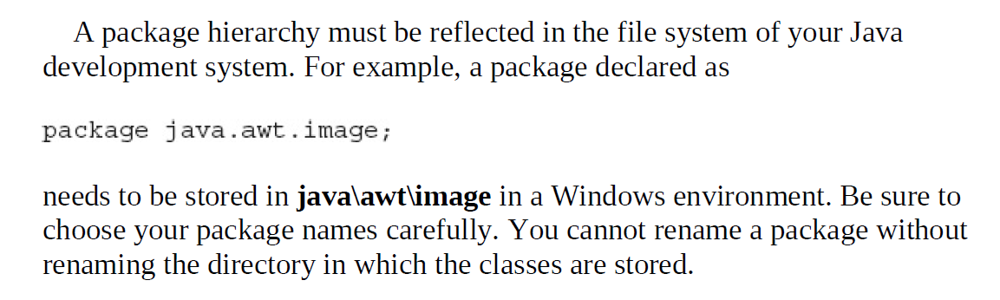 A package hierarchy must be reflected in the file system of your Java
development system. For example, a package declared as
package java.awt.image;
needs to be stored in java\awt\image in a Windows environment. Be sure to
choose your package names carefully. You cannot rename a package without
renaming the directory in which the classes are stored.